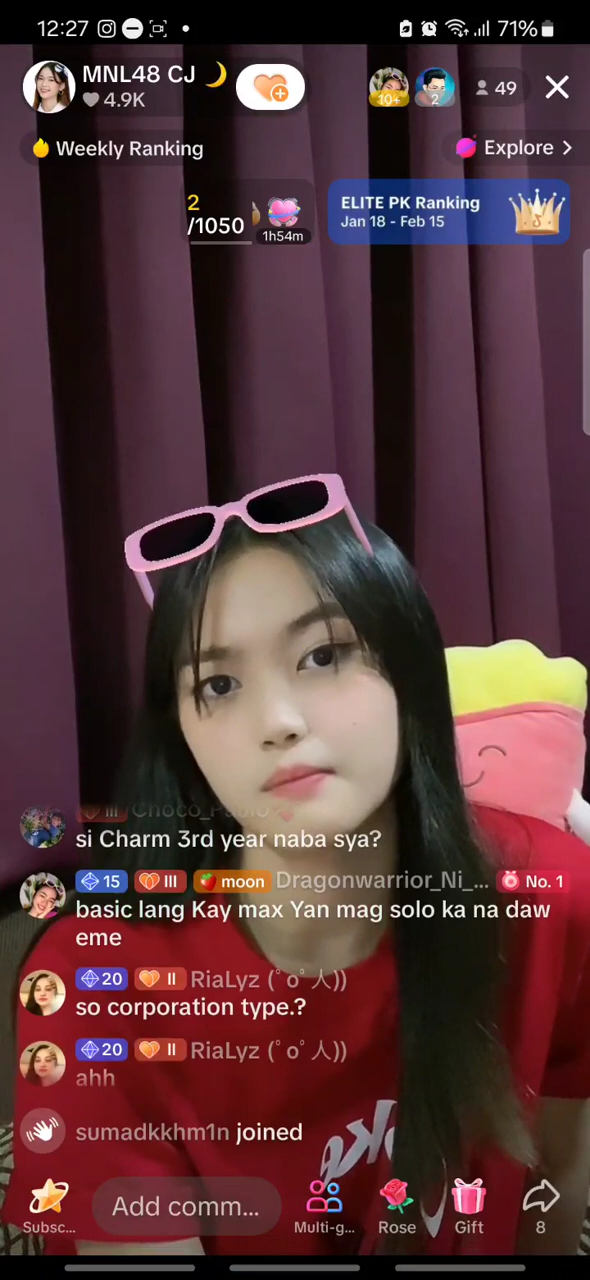 12:27
71%
MNL48 CJ 🌙
4.9K
10+
2
49
Weekly Ranking
Explore >
2
/1050
1h54m
ELITE PK Ranking
Jan 18 - Feb 15
III Choco_Pablo
si Charm 3rd year naba sya?
15 III moon Dragonwarrior_Ni_... No. 1
basic lang Kay max Yan mag solo ka na daw
eme
20 II RiaLyz (ﾟoﾟ人))
so corporation type.?
20 II RiaLyz (ﾟoﾟ人))
ahh
sumadkkhm1n joined
Subsc...
Add comm...
Multi-g...
Rose
Gift
8